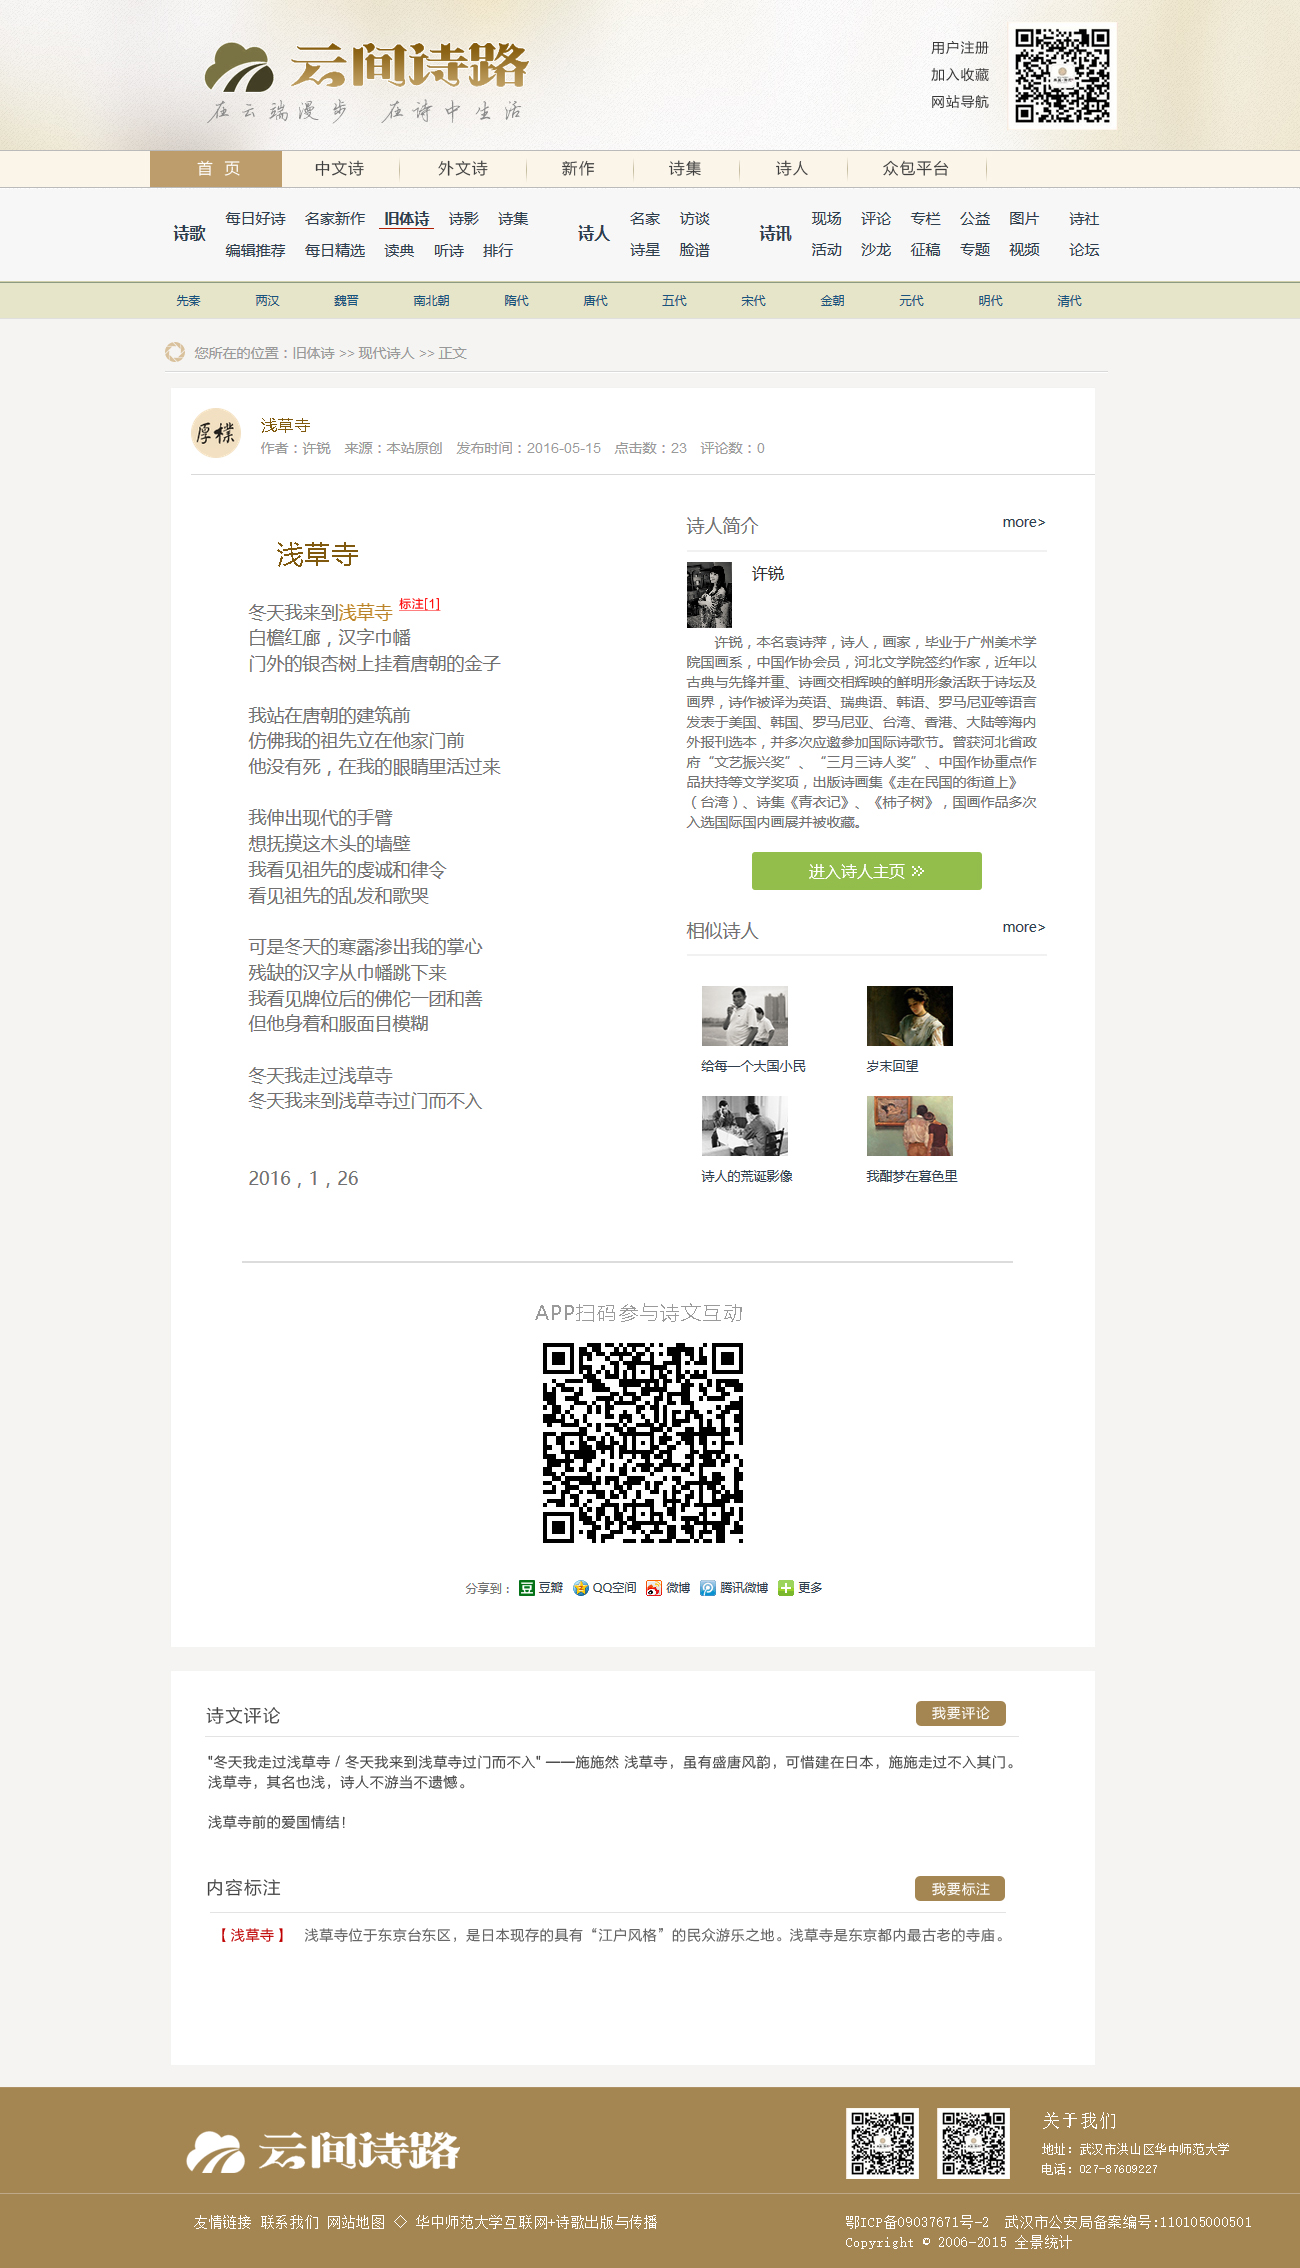 云间诗路
在云端漫步 在诗中生活
用户注册
加入收藏
网站导航
首 页 中文诗 外文诗 新作 诗集 诗人 众包平台
诗歌 每日好诗 名家新作 旧体诗 诗影 诗集
编辑推荐 每日精选 读典 听诗 排行
诗人 名家 访谈
诗星 脸谱
诗讯 现场 评论 专栏 公益 图片 诗社
活动 沙龙 征稿 专题 视频 论坛
先秦 两汉 魏晋 南北朝 隋代 唐代 五代 宋代 金朝 元代 明代 清代
您所在的位置：旧体诗 >> 现代诗人 >> 正文
厚樸
浅草寺
作者：许锐 来源：本站原创 发布时间：2016-05-15 点击数：23 评论数：0
浅草寺
冬天我来到浅草寺 标注[1]
白檐红廊，汉字巾幡
门外的银杏树上挂着唐朝的金子
我站在唐朝的建筑前
仿佛我的祖先立在他家门前
他没有死，在我的眼睛里活过来
我伸出现代的手臂
想抚摸这木头的墙壁
我看见祖先的虔诚和律令
看见祖先的乱发和歌哭
可是冬天的寒露渗出我的掌心
残缺的汉字从巾幡跳下来
我看见牌位后的佛佗一团和善
但他身着和服面目模糊
冬天我走过浅草寺
冬天我来到浅草寺过门而不入
2016，1，26
诗人简介 more>
许锐
许锐，本名袁诗萍，诗人，画家，毕业于广州美术学
院国画系，中国作协会员，河北文学院签约作家，近年以
古典与先锋并重、诗画交相辉映的鲜明形象活跃于诗坛及
画界，诗作被译为英语、瑞典语、韩语、罗马尼亚等语言
发表于美国、韩国、罗马尼亚、台湾、香港、大陆等海内
外报刊选本，并多次应邀参加国际诗歌节。曾获河北省政
府“文艺振兴奖”、“三月三诗人奖”、中国作协重点作
品扶持等文学奖项，出版诗画集《走在民国的街道上》
（台湾）、诗集《青衣记》、《柿子树》，国画作品多次
入选国际国内画展并被收藏。
进入诗人主页 »
相似诗人 more>
给每一个大国小民 岁末回望
诗人的荒诞影像 我酣梦在暮色里
APP扫码参与诗文互动
分享到： 豆瓣 QQ空间 微博 腾讯微博 更多
诗文评论 我要评论
"冬天我走过浅草寺 / 冬天我来到浅草寺过门而不入" ——施施然 浅草寺，虽有盛唐风韵，可惜建在日本，施施走过不入其门。
浅草寺，其名也浅，诗人不游当不遗憾。
浅草寺前的爱国情结！
内容标注 我要标注
【 浅草寺 】 浅草寺位于东京台东区，是日本现存的具有“江户风格”的民众游乐之地。浅草寺是东京都内最古老的寺庙。
云间诗路
关于我们
地址：武汉市洪山区华中师范大学
电话：027-87609227
友情链接 联系我们 网站地图 ◇ 华中师范大学互联网+诗歌出版与传播
鄂ICP备09037671号-2 武汉市公安局备案编号:110105000501
Copyright © 2006-2015 全景统计